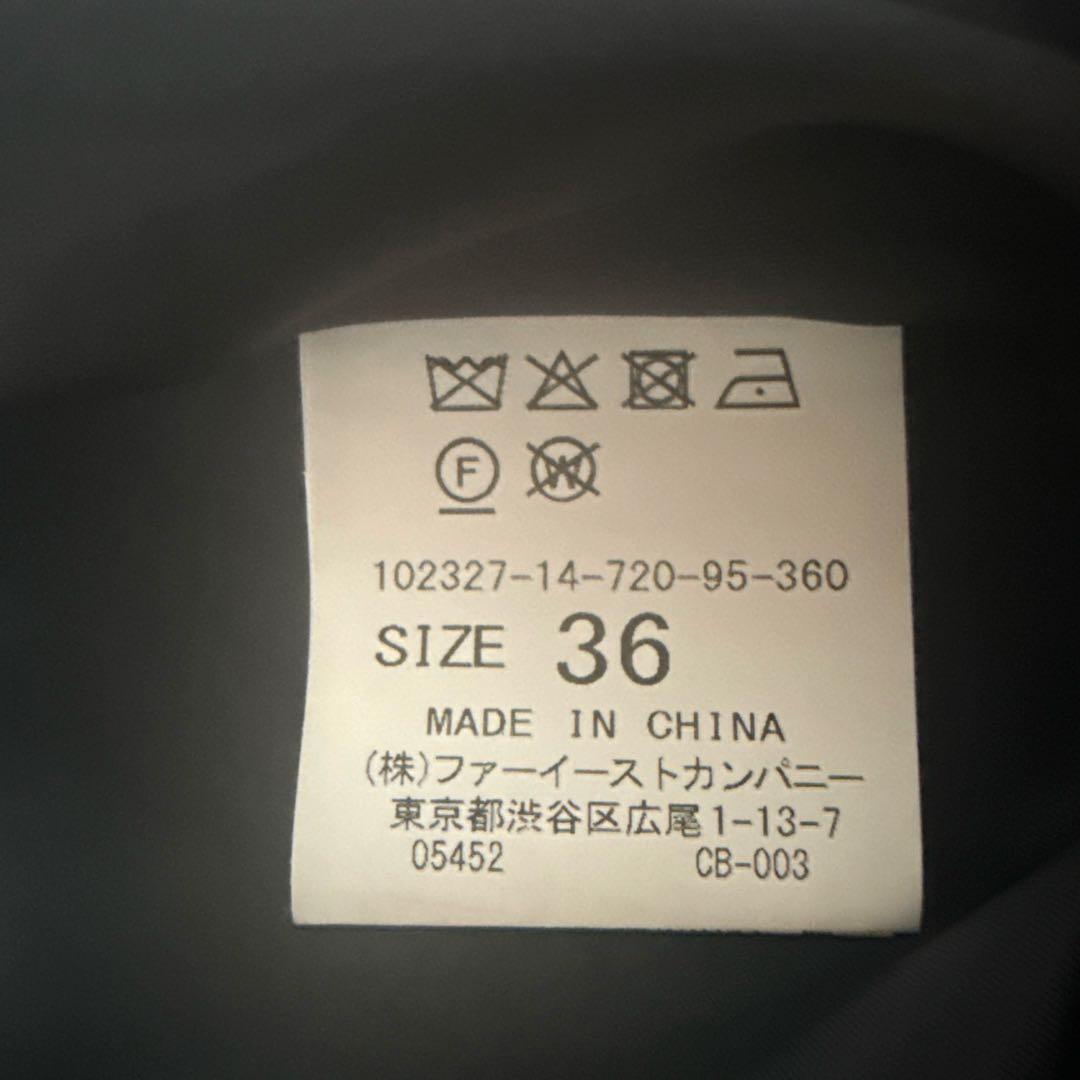 F W
102327-14-720-95-360
SIZE 36
MADE IN CHINA
(株)ファーイーストカンパニー
東京都渋谷区広尾1-13-7
05452 CB-003